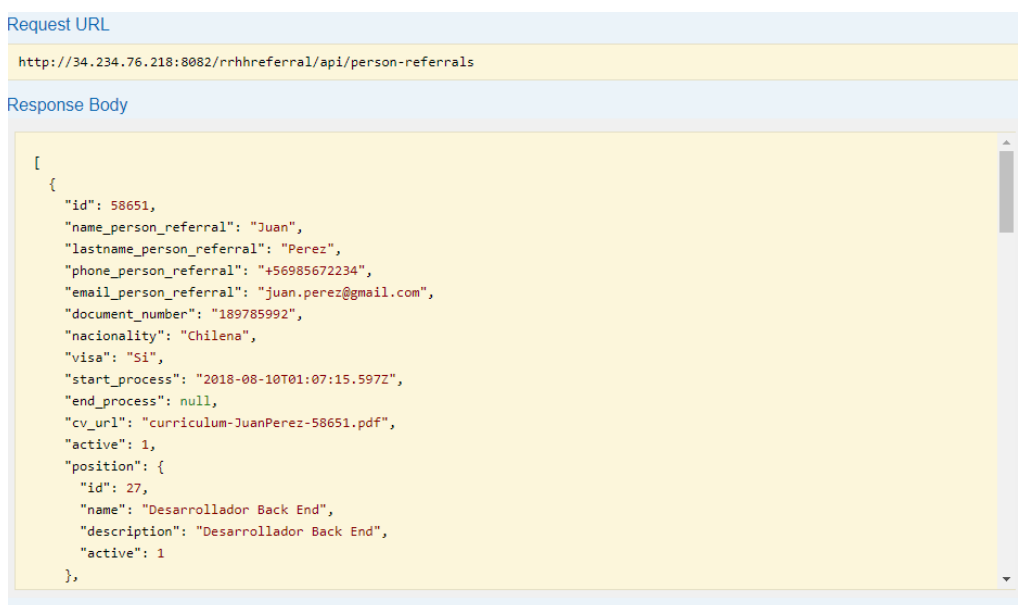 Request URL
http://34.234.76.218:8082/rrhhreferral/api/person-referrals
Response Body
[
{
"id": 58651,
"name_person_referral": "Juan",
"lastname_person_referral": "Perez",
"phone_person_referral": "+56985672234",
"email_person_referral": "juan.perez@gmail.com",
"document_number": "189785992",
"nacionality": "Chilena",
"visa": "Si",
"start_process": "2018-08-10T01:07:15.597Z",
"end_process": null,
"cv_url": "curriculum-JuanPerez-58651.pdf",
"active": 1,
"position": {
"id": 27,
"name": "Desarrollador Back End",
"description": "Desarrollador Back End",
"active": 1
},